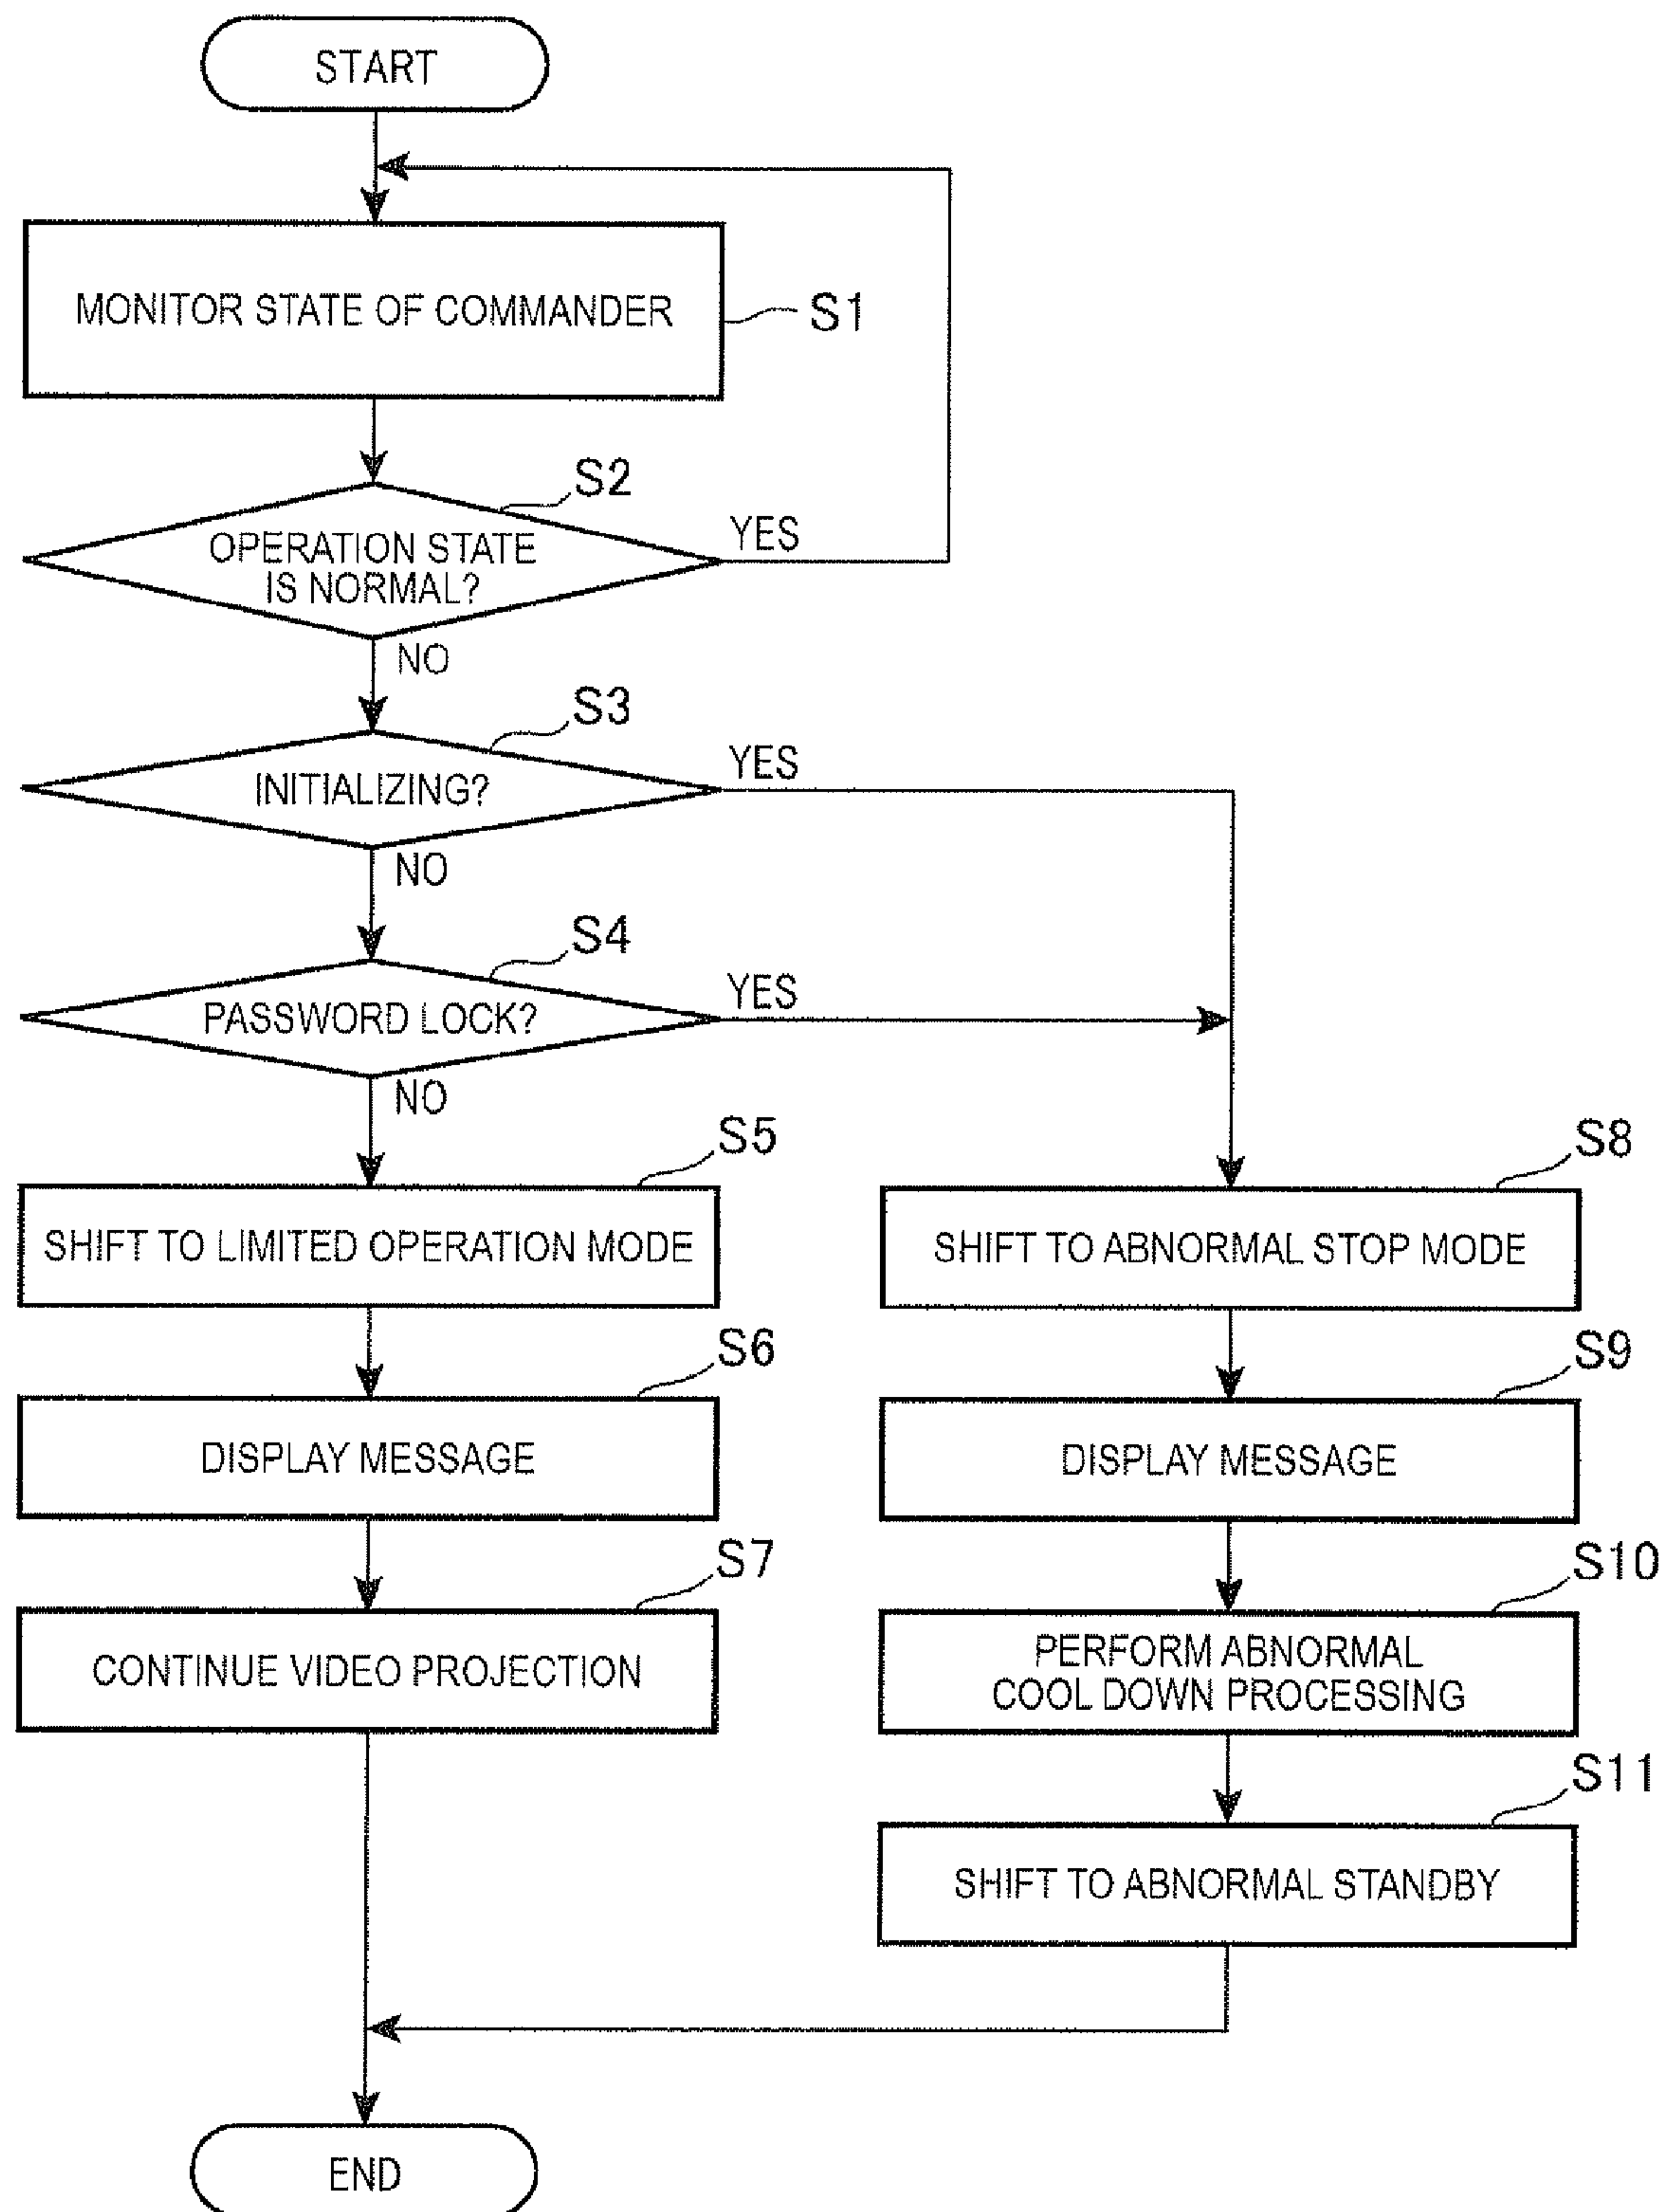 START
MONITOR STATE OF COMMANDER
S1
S2
OPERATION STATE
IS NORMAL?
YES
NO
S3
INITIALIZING?
YES
NO
S4
PASSWORD LOCK?
YES
NO
S5
SHIFT TO LIMITED OPERATION MODE
S6
DISPLAY MESSAGE
S7
CONTINUE VIDEO PROJECTION
S8
SHIFT TO ABNORMAL STOP MODE
S9
DISPLAY MESSAGE
S10
PERFORM ABNORMAL
COOL DOWN PROCESSING
S11
SHIFT TO ABNORMAL STANDBY
END